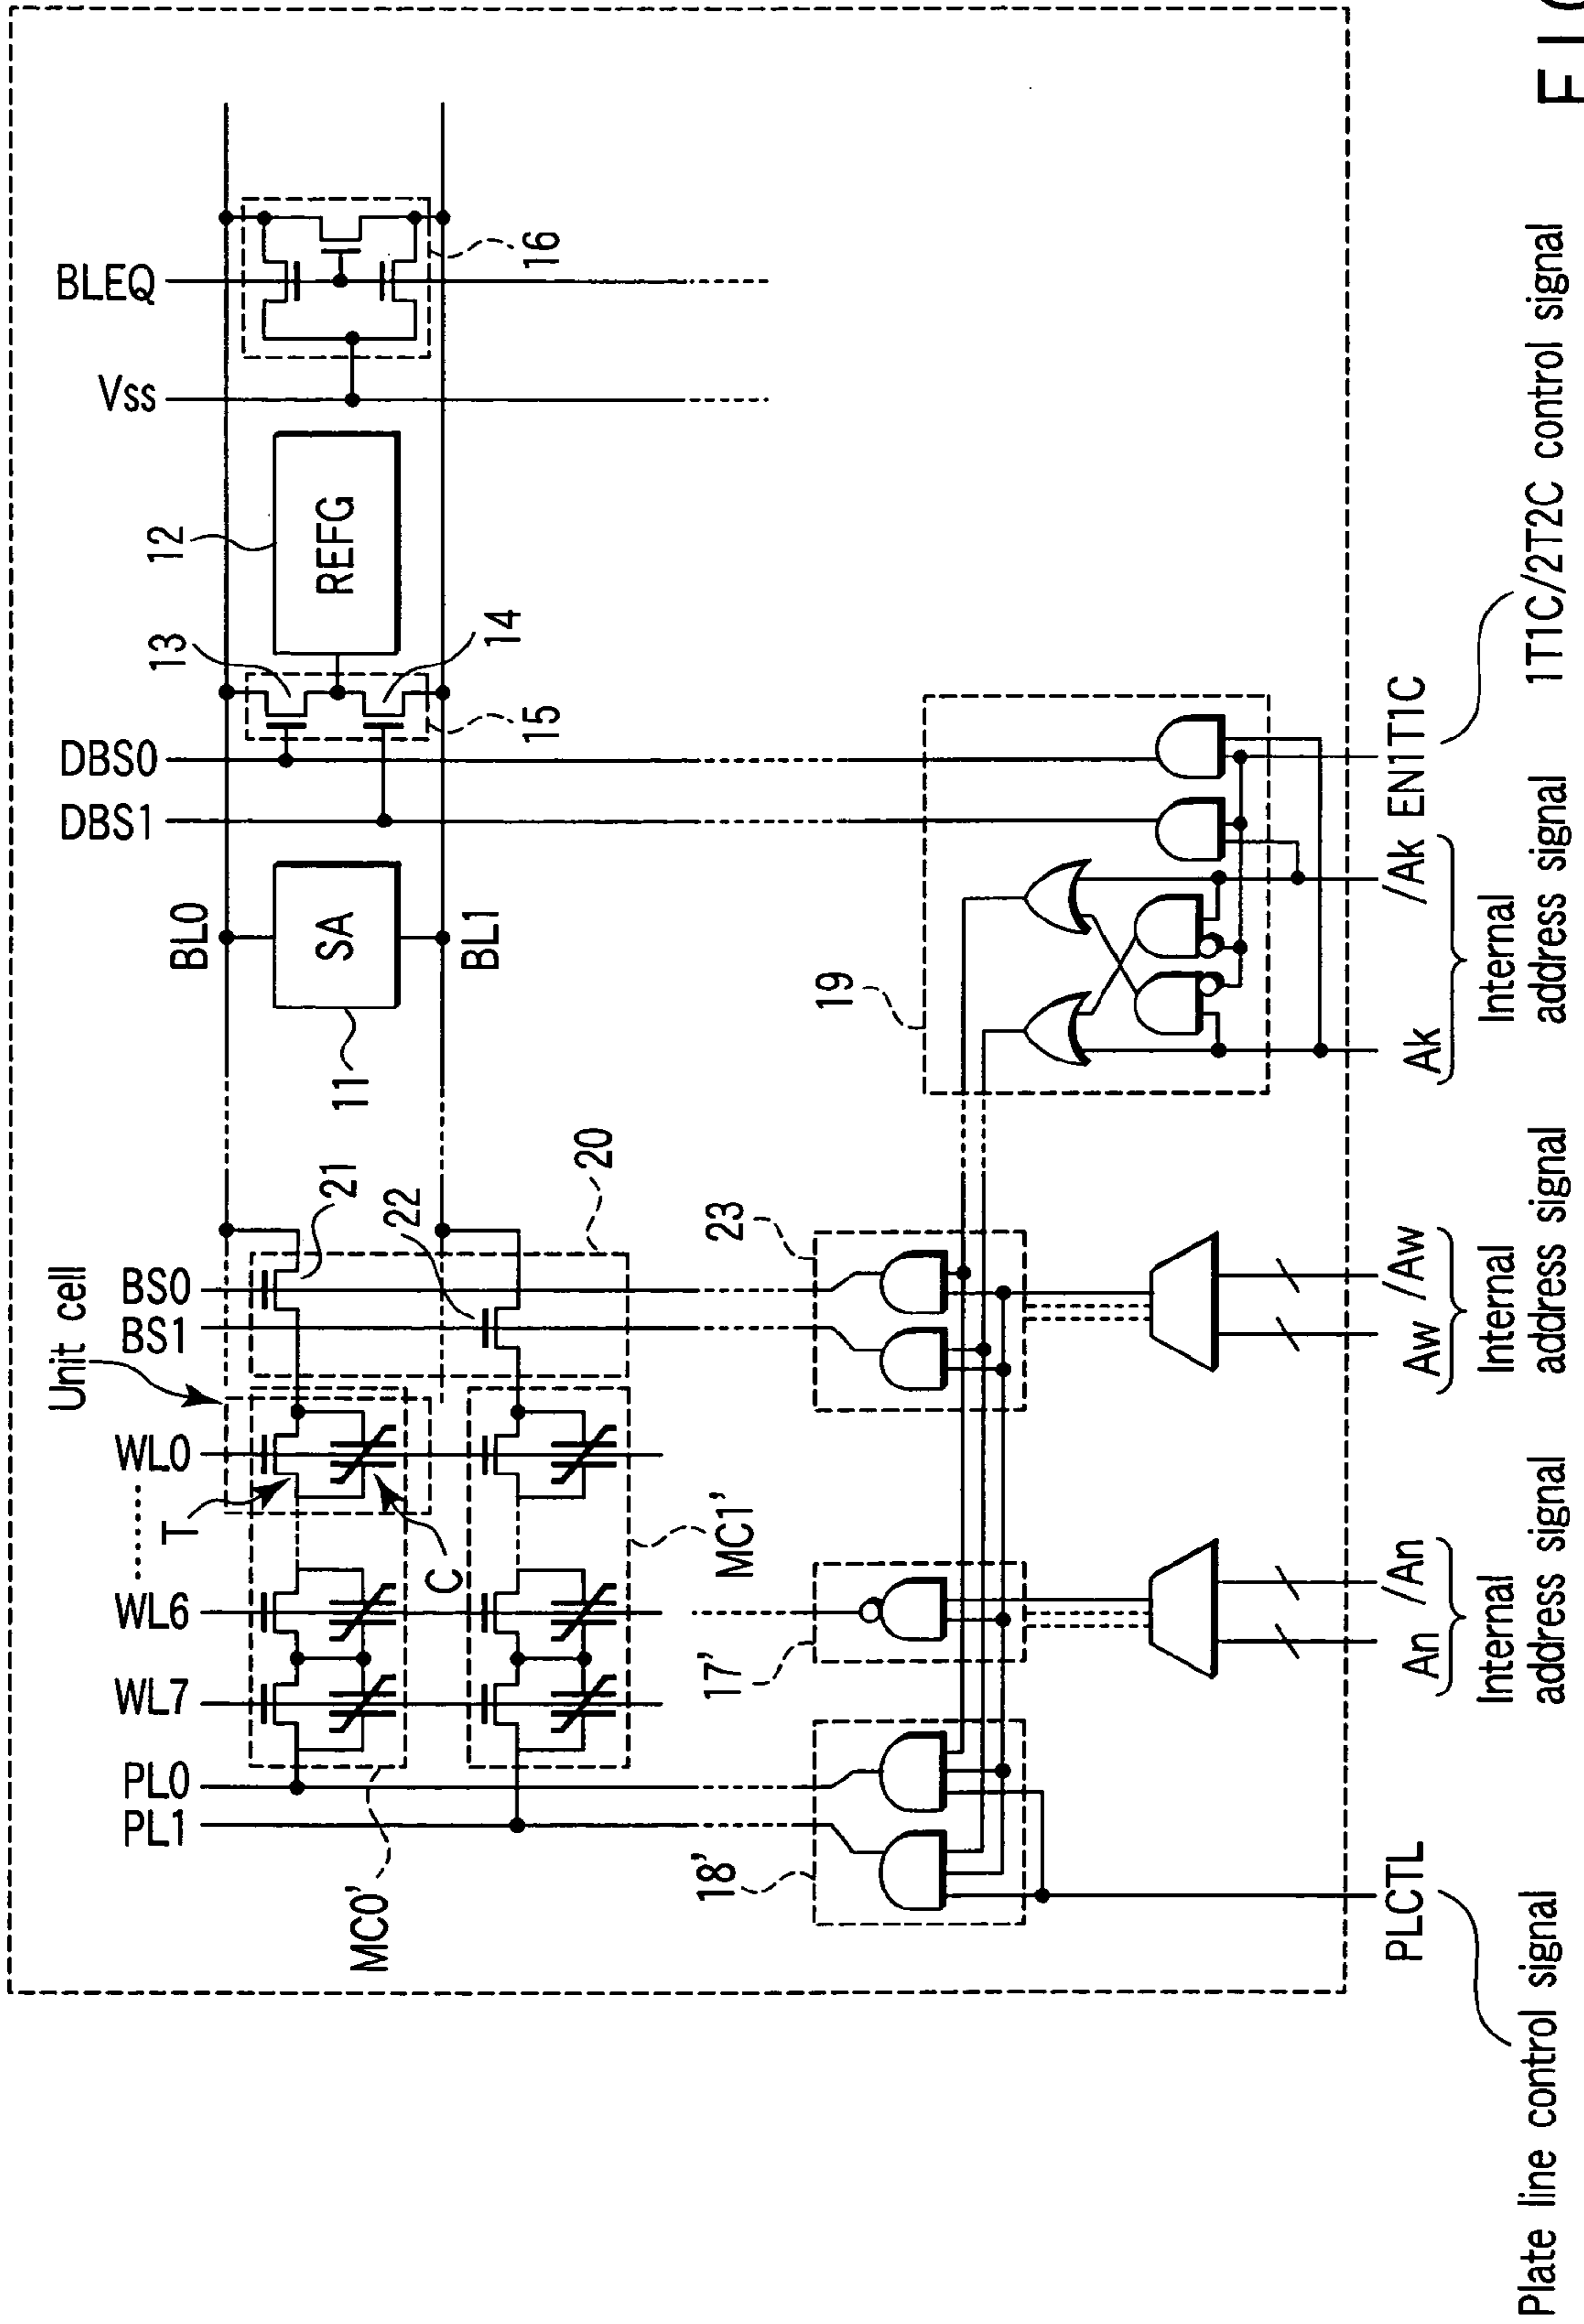 BLEQ
Vss
DBS0
DBS1
BL0
BL1
BS0
BS1
Unit cell
WL0
WL6
WL7
PL0
PL1
16
12
REFG
13
14
15
SA
11
21
22
20
T
C
MC0'
MC1'
19
23
17'
18'
PLCTL
Plate line control signal
An /An
Internal
address signal
Aw /Aw
Internal
address signal
Ak /Ak
Internal
address signal
EN1T1C
1T1C/2T2C control signal